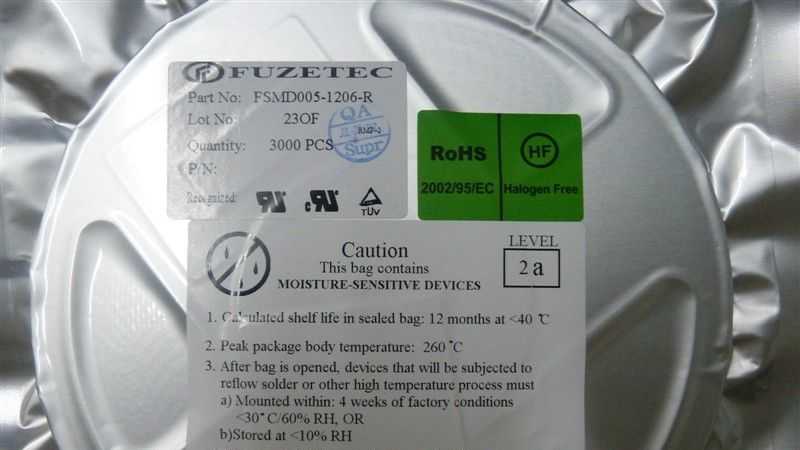 FUZETEC
Part No: FSMD005-1206-R
Lot No: 23OF
Quantity: 3000 PCS
P/N:
Recognized:
TÜV
QA
RMP-2
Supr
RoHS
2002/95/EC
HF
Halogen Free
Caution
This bag contains
MOISTURE-SENSITIVE DEVICES
LEVEL
2 a
1. Calculated shelf life in sealed bag: 12 months at <40 ℃
2. Peak package body temperature: 260 ℃
3. After bag is opened, devices that will be subjected to
reflow solder or other high temperature process must
a) Mounted within: 4 weeks of factory conditions
<30℃/60% RH, OR
b)Stored at <10% RH